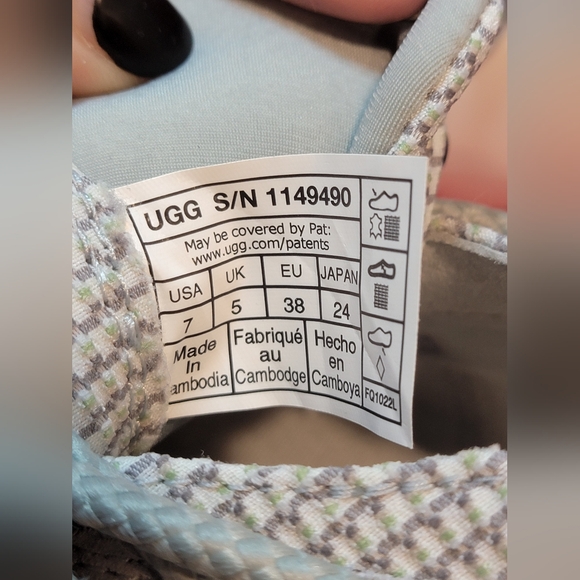 UGG S/N 1149490
May be covered by Pat:
www.ugg.com/patents
USA UK EU JAPAN
7 5 38 24
Made Fabriqué Hecho
In au en
ambodia Cambodge Camboya
FQ1022L